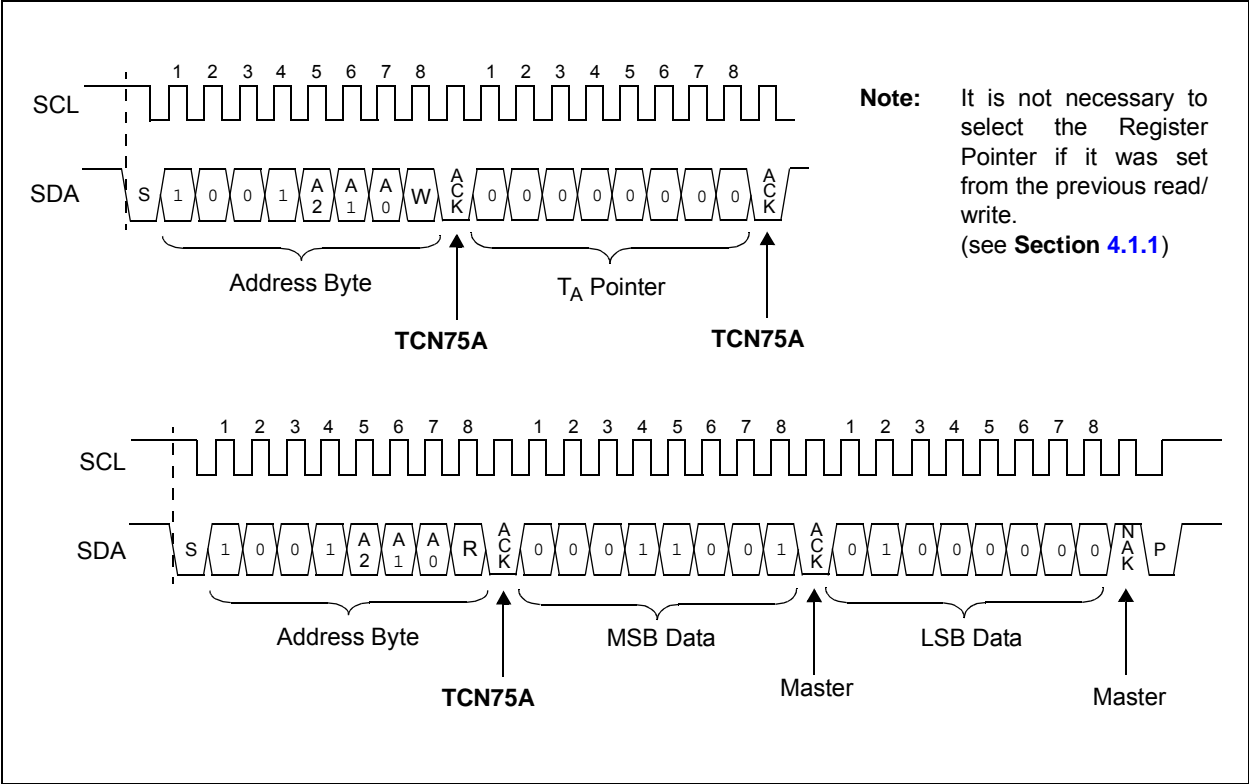 1 2 3 4 5 6 7 8 1 2 3 4 5 6 7 8
SCL
SDA S 1 0 0 1 A2 A1 A0 W ACK 0 0 0 0 0 0 0 0 ACK
Address Byte TA Pointer
TCN75A TCN75A
Note: It is not necessary to
select the Register
Pointer if it was set
from the previous read/
write.
(see Section 4.1.1)
1 2 3 4 5 6 7 8 1 2 3 4 5 6 7 8 1 2 3 4 5 6 7 8
SCL
SDA S 1 0 0 1 A2 A1 A0 R ACK 0 0 0 1 1 0 0 1 ACK 0 1 0 0 0 0 0 0 NAK P
Address Byte MSB Data LSB Data
TCN75A Master Master